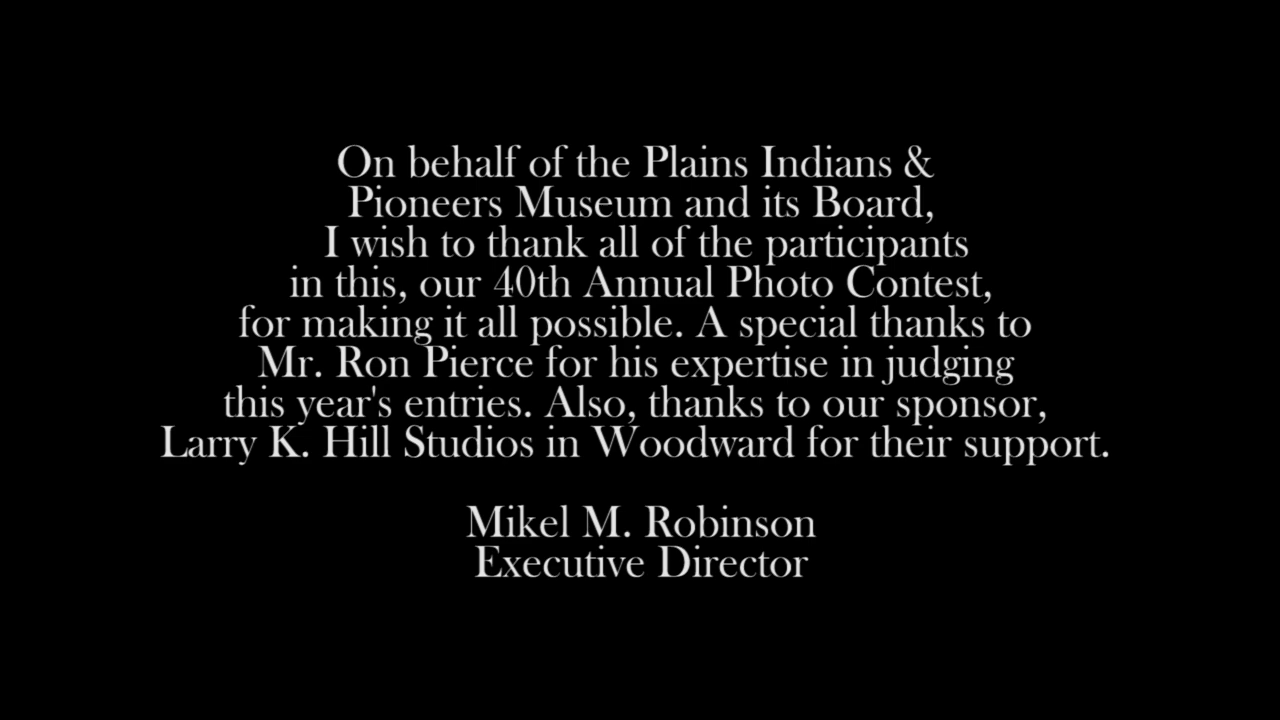 On behalf of the Plains Indians &
Pioneers Museum and its Board,
I wish to thank all of the participants
in this, our 40th Annual Photo Contest,
for making it all possible. A special thanks to
Mr. Ron Pierce for his expertise in judging
this year's entries. Also, thanks to our sponsor,
Larry K. Hill Studios in Woodward for their support.
Mikel M. Robinson
Executive Director